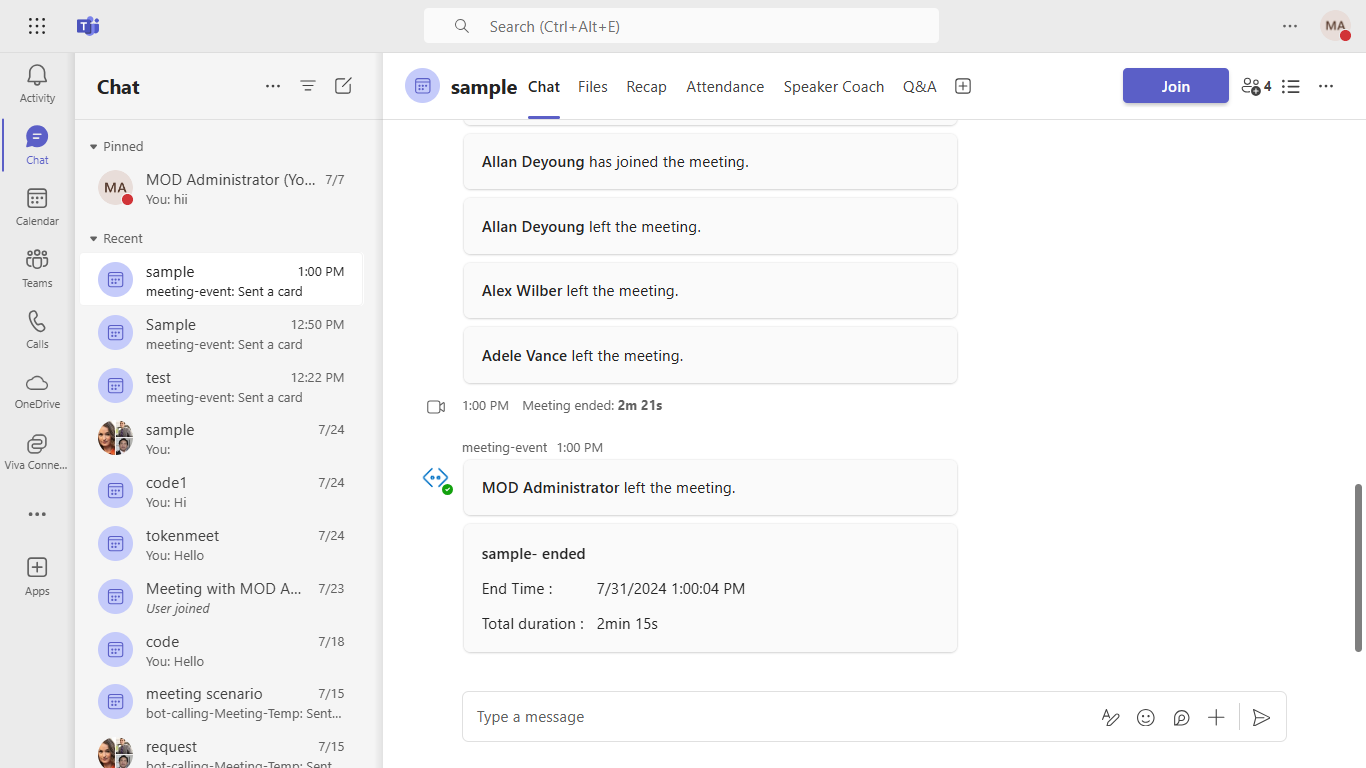 Search (Ctrl+Alt+E)
MA
Activity
Chat
Calendar
Teams
Calls
OneDrive
Viva Conne...
Apps
Chat
Pinned
MA
MOD Administrator (Yo... 7/7
You: hii
Recent
sample 1:00 PM
meeting-event: Sent a card
Sample 12:50 PM
meeting-event: Sent a card
test 12:22 PM
meeting-event: Sent a card
sample 7/24
You:
code1 7/24
You: Hi
tokenmeet 7/24
You: Hello
Meeting with MOD A... 7/23
User joined
code 7/18
You: Hello
meeting scenario 7/15
bot-calling-Meeting-Temp: Sent...
request 7/15
bot-calling-Meeting-Temp: Sent
sample Chat Files Recap Attendance Speaker Coach Q&A Join 4
Allan Deyoung has joined the meeting.
Allan Deyoung left the meeting.
Alex Wilber left the meeting.
Adele Vance left the meeting.
1:00 PM Meeting ended: 2m 21s
meeting-event 1:00 PM
MOD Administrator left the meeting.
sample- ended
End Time : 7/31/2024 1:00:04 PM
Total duration : 2min 15s
Type a message